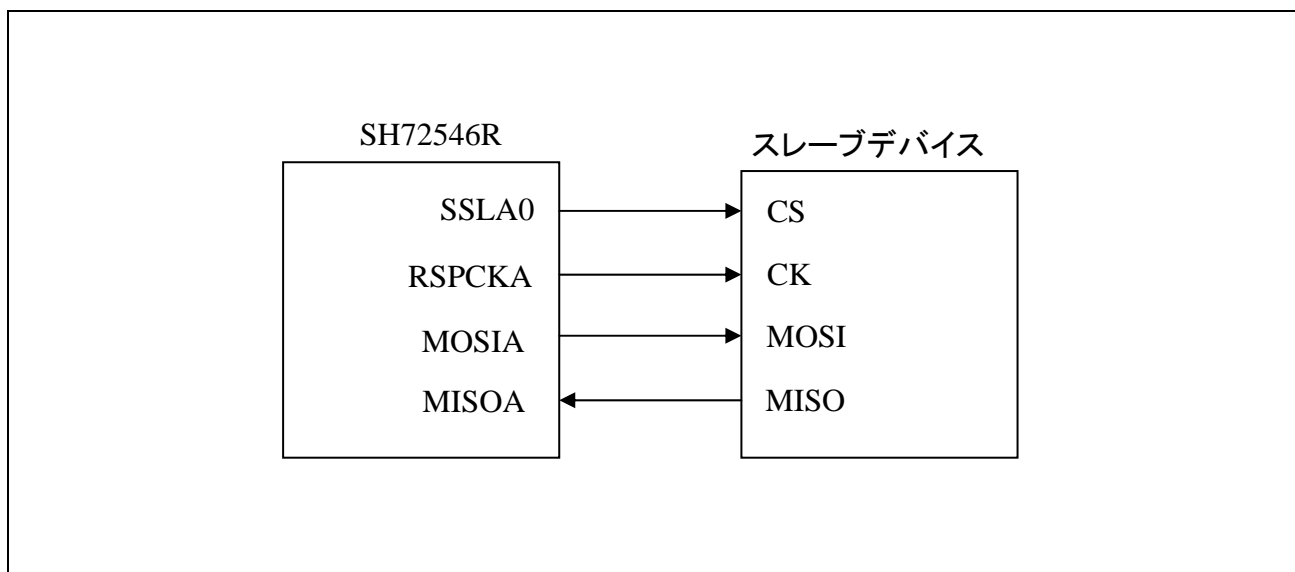 SH72546R
スレーブデバイス
SSLA0
CS
RSPCKA
CK
MOSIA
MOSI
MISOA
MISO